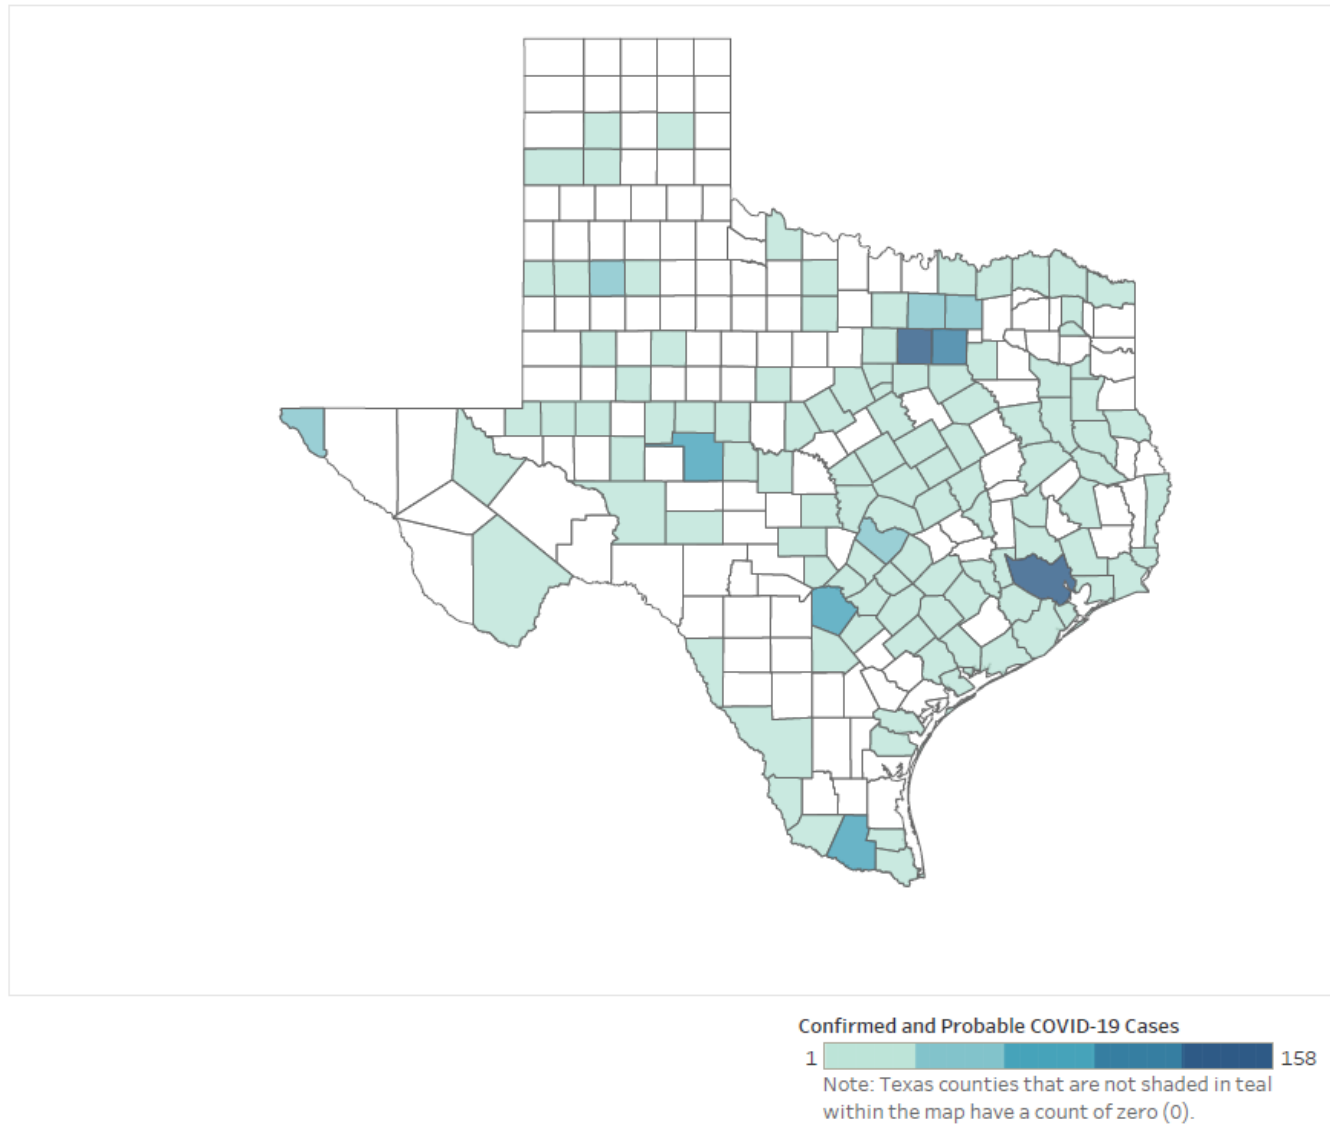 Confirmed and Probable COVID-19 Cases
1 158
Note: Texas counties that are not shaded in teal
within the map have a count of zero (0).